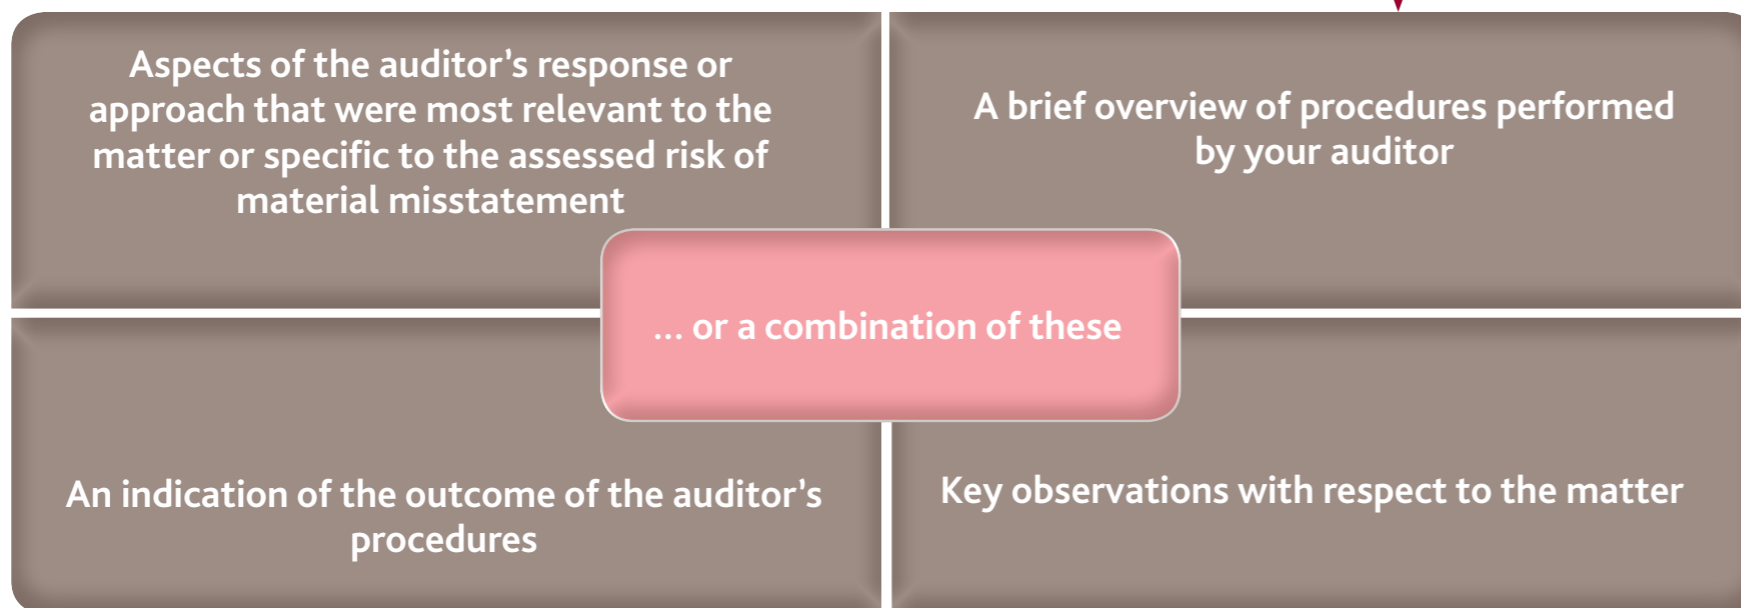 Aspects of the auditor’s response or
approach that were most relevant to the
matter or specific to the assessed risk of
material misstatement
A brief overview of procedures performed
by your auditor
... or a combination of these
An indication of the outcome of the auditor’s
procedures
Key observations with respect to the matter